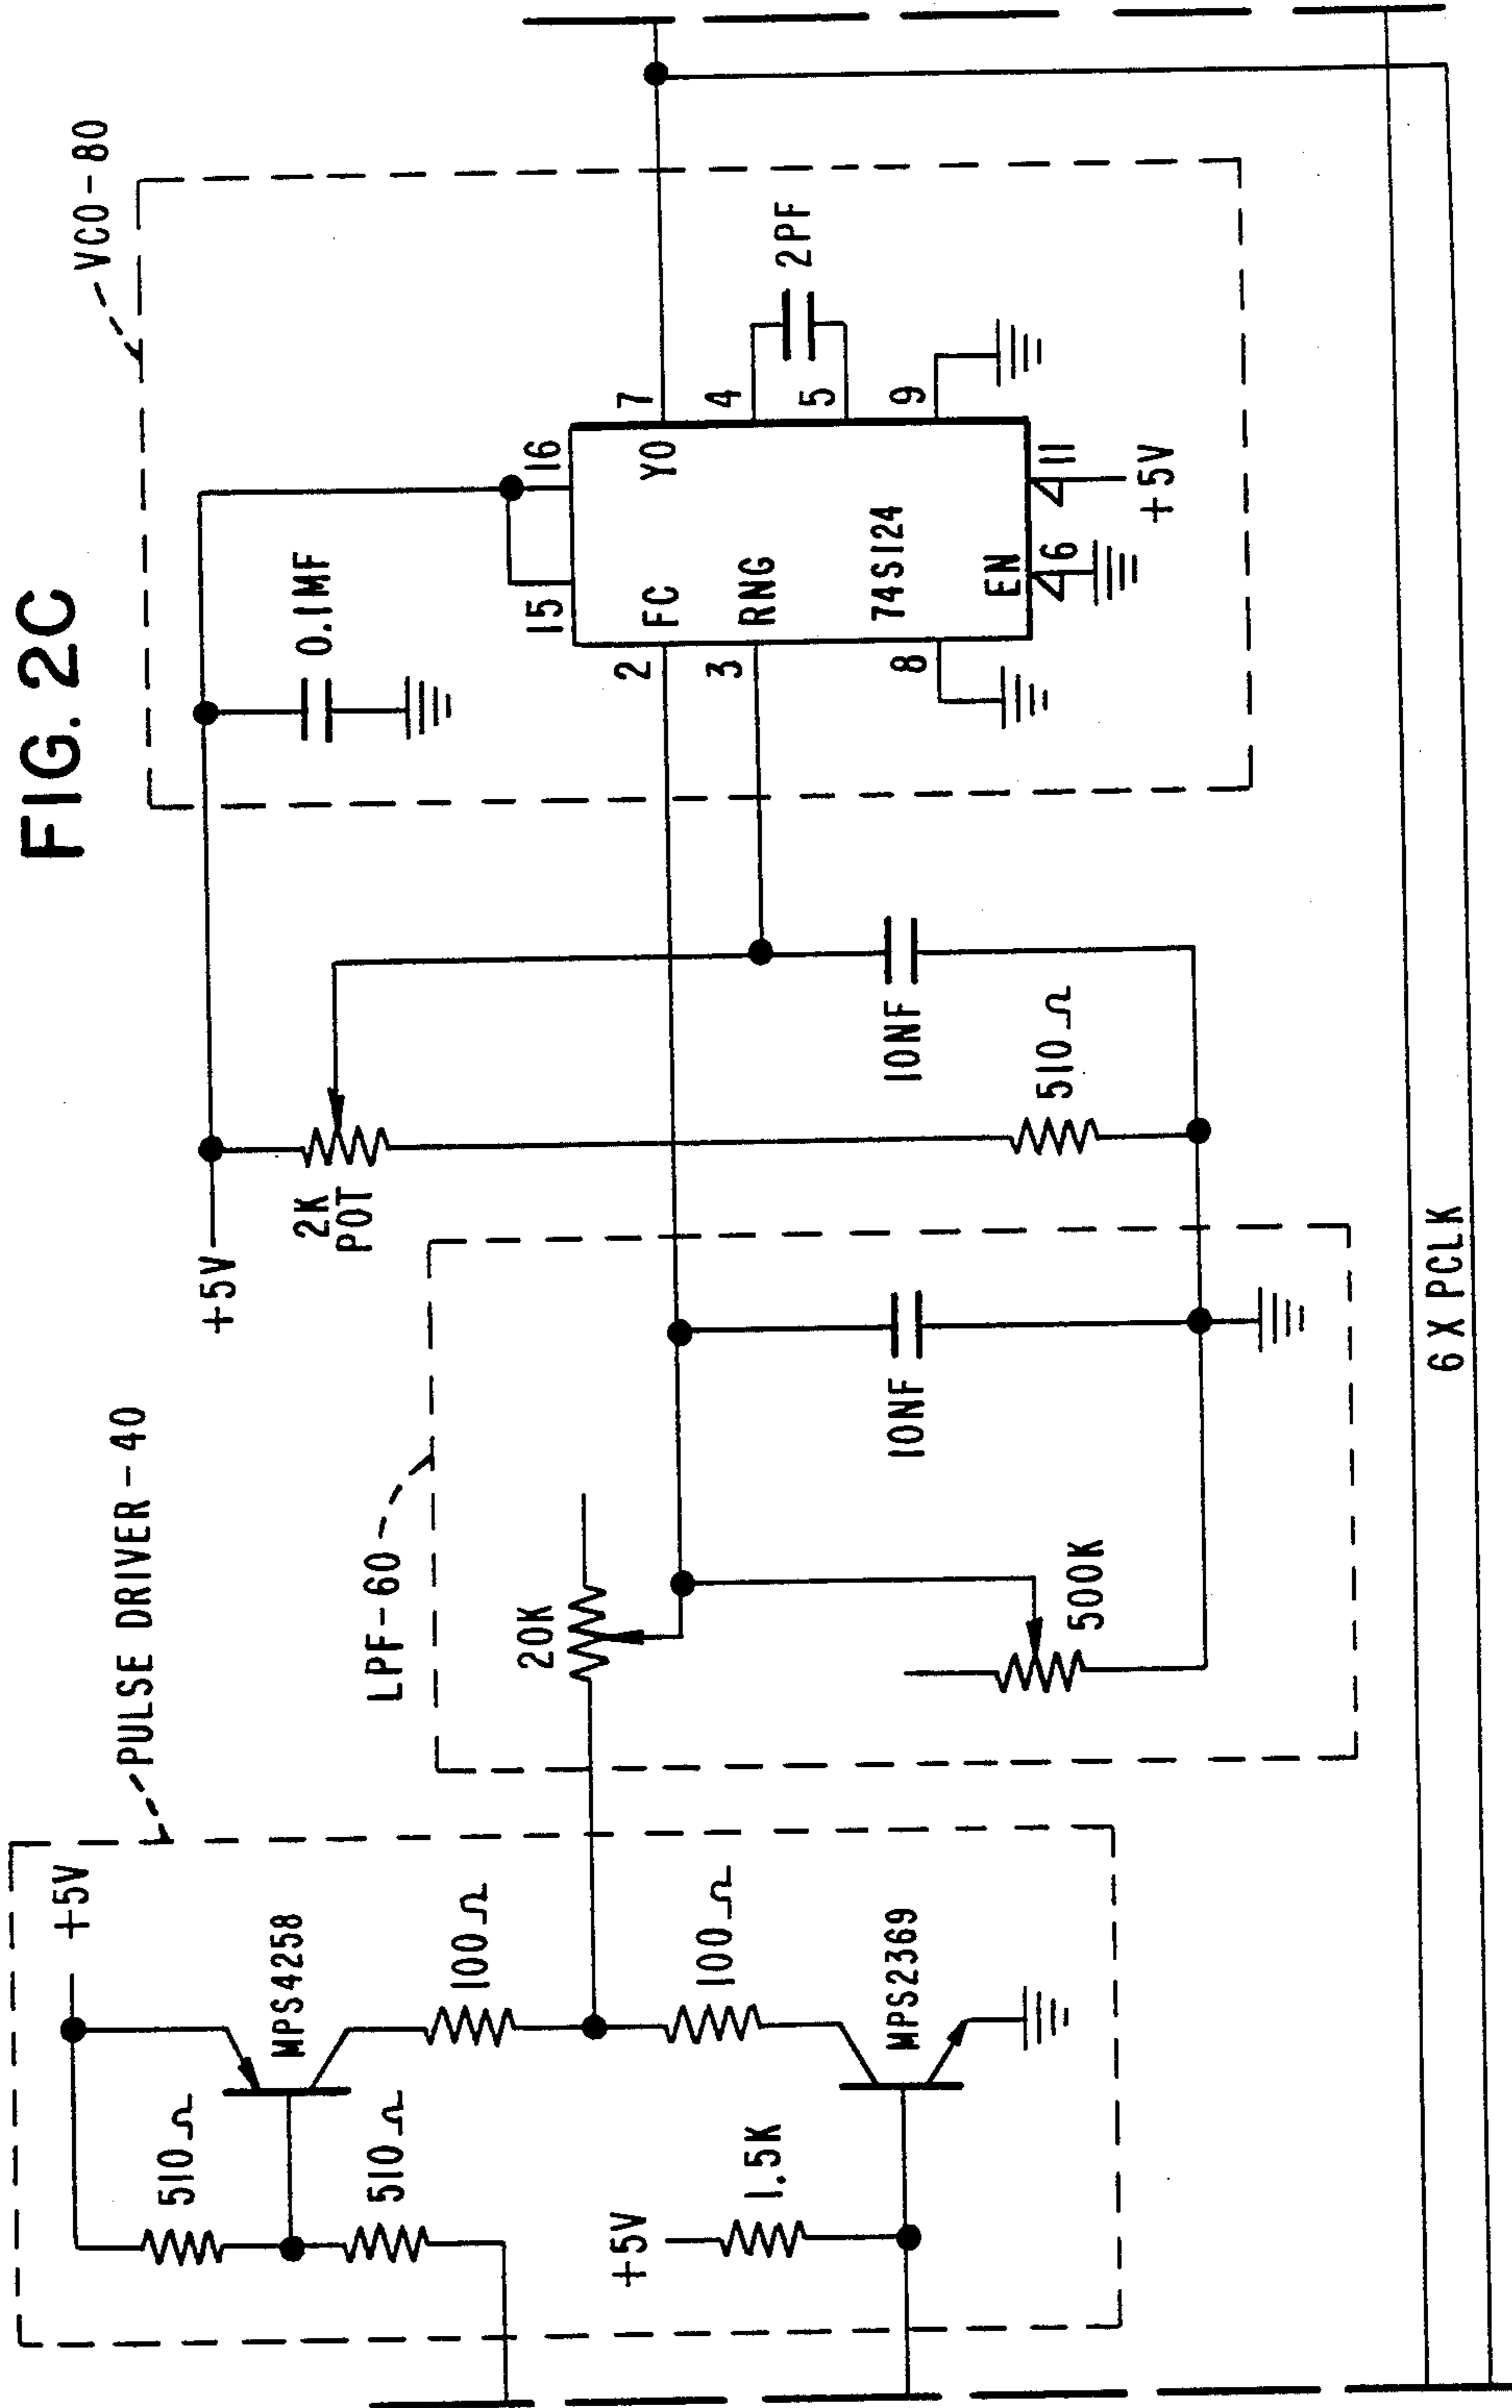 FIG. 2C
PULSE DRIVER-40
+5V
510Ω
MPS4258
510Ω
100Ω
+5V
1.5K
100Ω
MPS2369
LPF-60
20K
500K
10NF
+5V
2K
POT
10NF
510Ω
VCO-80
0.1MF
15
16
2
FC
YO
7
3
RNG
4
5
2PF
74S124
8
9
EN
6
11
+5V
6 X PCLK